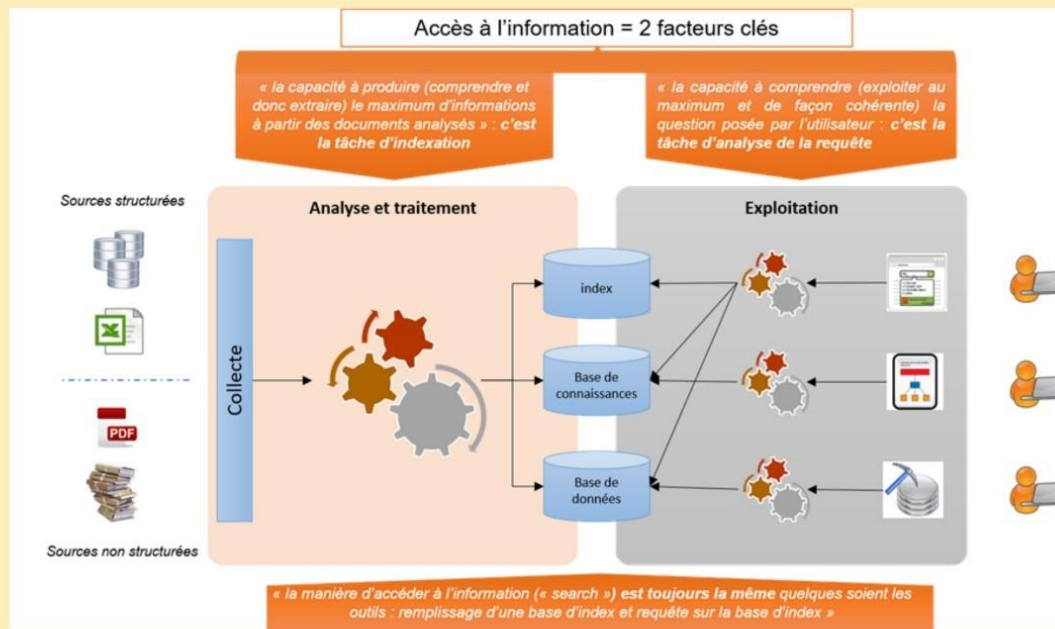 Accès à l'information = 2 facteurs clés
« la capacité à produire (comprendre et
donc extraire) le maximum d'informations
à partir des documents analysés » : c'est
la tâche d'indexation
« la capacité à comprendre (exploiter au
maximum et de façon cohérente) la
question posée par l'utilisateur : c'est la
tâche d'analyse de la requête
Sources structurées
Analyse et traitement
Exploitation
index
Collecte
Base de
connaissances
PDF
Base de
données
Sources non structurées
« la manière d'accéder à l'information (« search ») est toujours la même quelques soient les
outils : remplissage d'une base d'index et requête sur la base d'index »